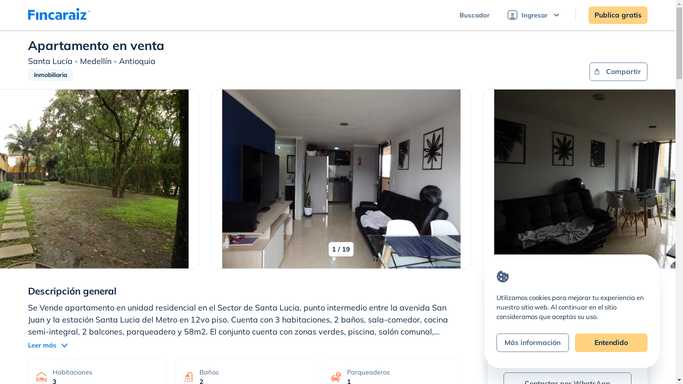 Fincaraiz
Buscador
Ingresar
Publica gratis
Apartamento en venta
Santa Lucía - Medellín - Antioquia
Inmobiliaria
Compartir
1 / 19
Descripción general
Se Vende apartamento en unidad residencial en el Sector de Santa Lucia, punto intermedio entre la avenida San
Juan y la estación Santa Lucia del Metro en 12vo piso. Cuenta con 3 habitaciones, 2 baños, sala-comedor, cocina
semi-integral, 2 balcones, parqueadero y 58m2. El conjunto cuenta con zonas verdes, piscina, salón comunal,...
Leer más
Habitaciones
3
Baños
2
Parqueaderos
1
Utilizamos cookies para mejorar tu experiencia en
nuestro sitio web. Al continuar en el sitio
consideramos que aceptas su uso.
Más información
Entendido
Contactar por WhatsApp